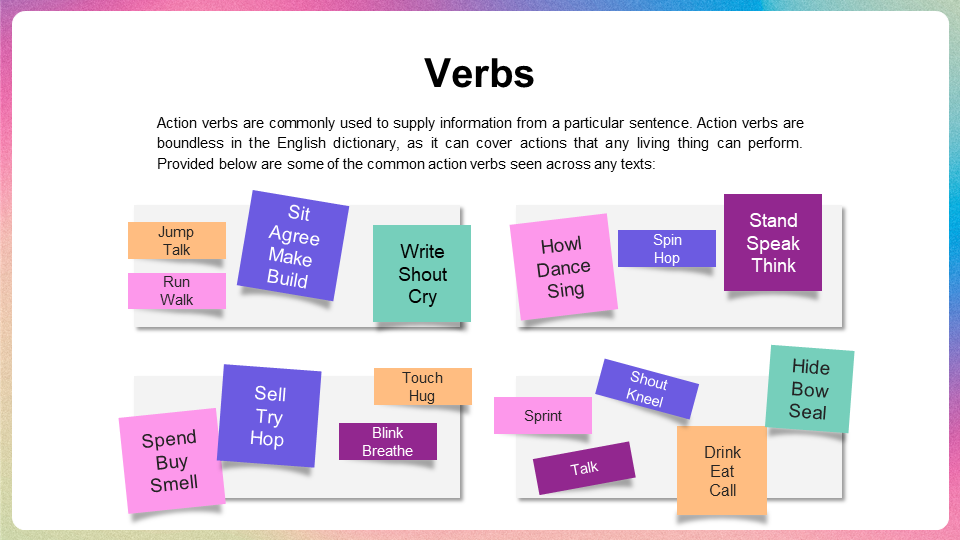 Verbs
Action verbs are commonly used to supply information from a particular sentence. Action verbs are
boundless in the English dictionary, as it can cover actions that any living thing can perform.
Provided below are some of the common action verbs seen across any texts:
Jump
Talk
Run
Walk
Sit
Agree
Make
Build
Write
Shout
Cry
Howl
Dance
Sing
Spin
Hop
Stand
Speak
Think
Spend
Buy
Smell
Sell
Try
Hop
Touch
Hug
Blink
Breathe
Sprint
Shout
Kneel
Talk
Drink
Eat
Call
Hide
Bow
Seal